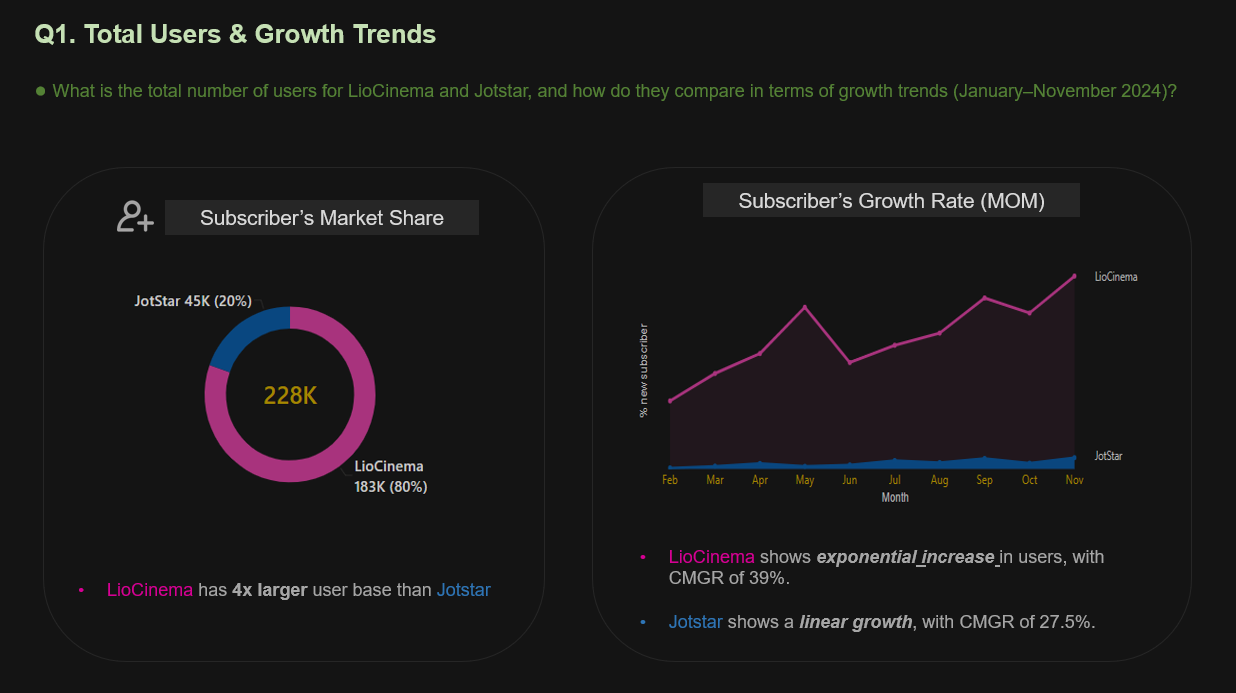 Q1. Total Users & Growth Trends
What is the total number of users for LioCinema and Jotstar, and how do they compare in terms of growth trends (January–November 2024)?
Subscriber’s Market Share
JotStar 45K (20%)
228K
LioCinema
183K (80%)
LioCinema has 4x larger user base than Jotstar
Subscriber’s Growth Rate (MOM)
LioCinema
% new subscriber
JotStar
Feb Mar Apr May Jun Jul Aug Sep Oct Nov
Month
LioCinema shows exponential increase in users, with
CMGR of 39%.
Jotstar shows a linear growth, with CMGR of 27.5%.